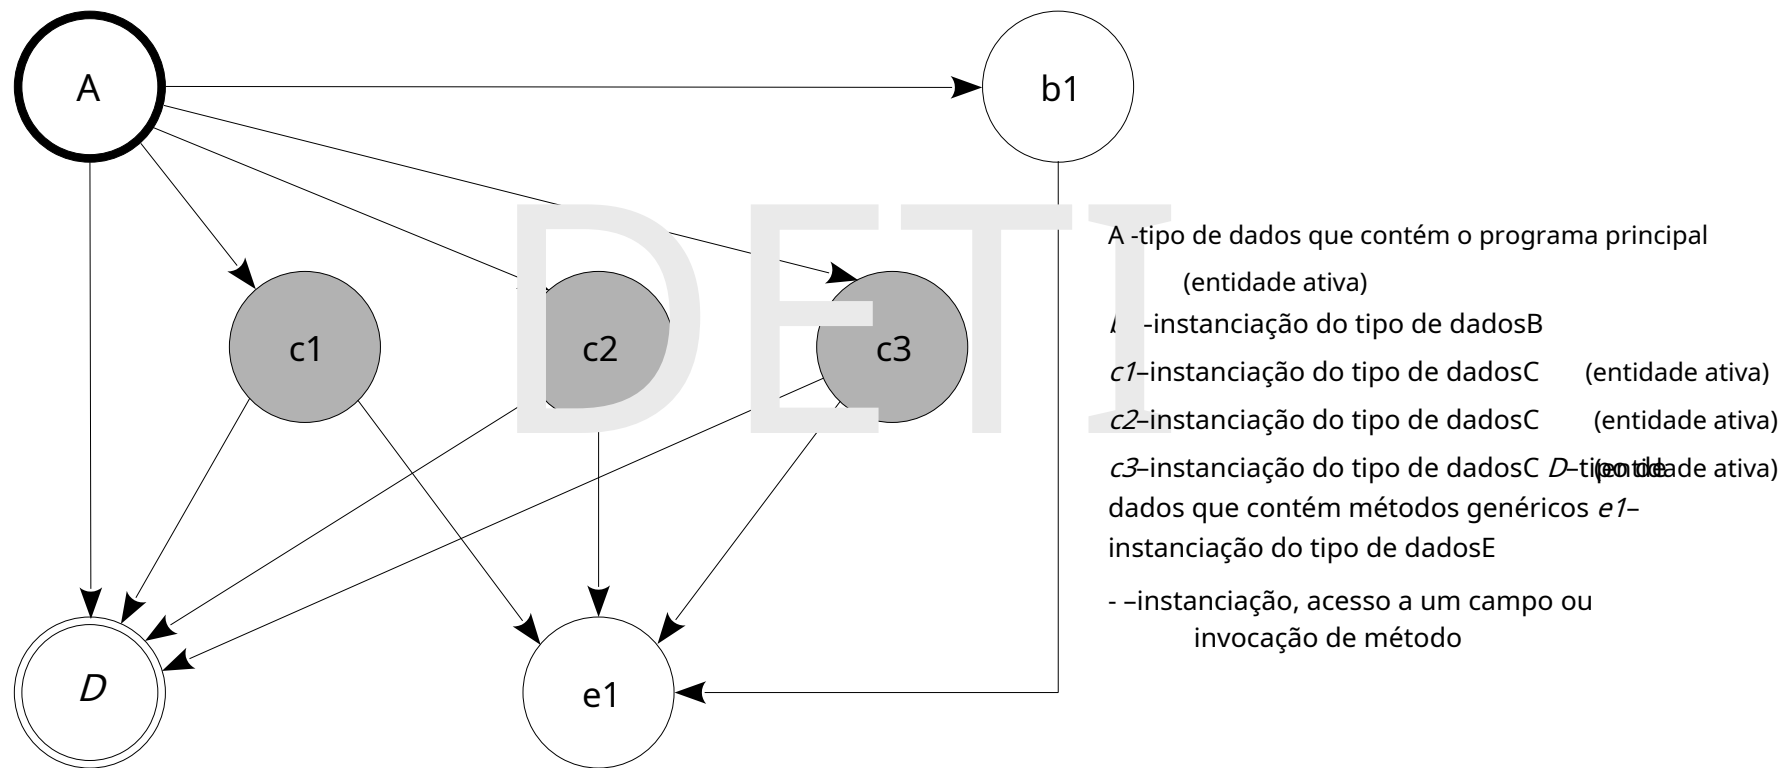 A
b1
DETI
A -tipo de dados que contém o programa principal
(entidade ativa)
–instanciação do tipo de dadosB
c1 c2 c3
c1–instanciação do tipo de dadosC (entidade ativa)
c2–instanciação do tipo de dadosC (entidade ativa)
c3–instanciação do tipo de dadosC D–tipo de (entidade ativa)
dados que contém métodos genéricos e1–
instanciação do tipo de dadosE
- –instanciação, acesso a um campo ou
invocação de método
D
e1